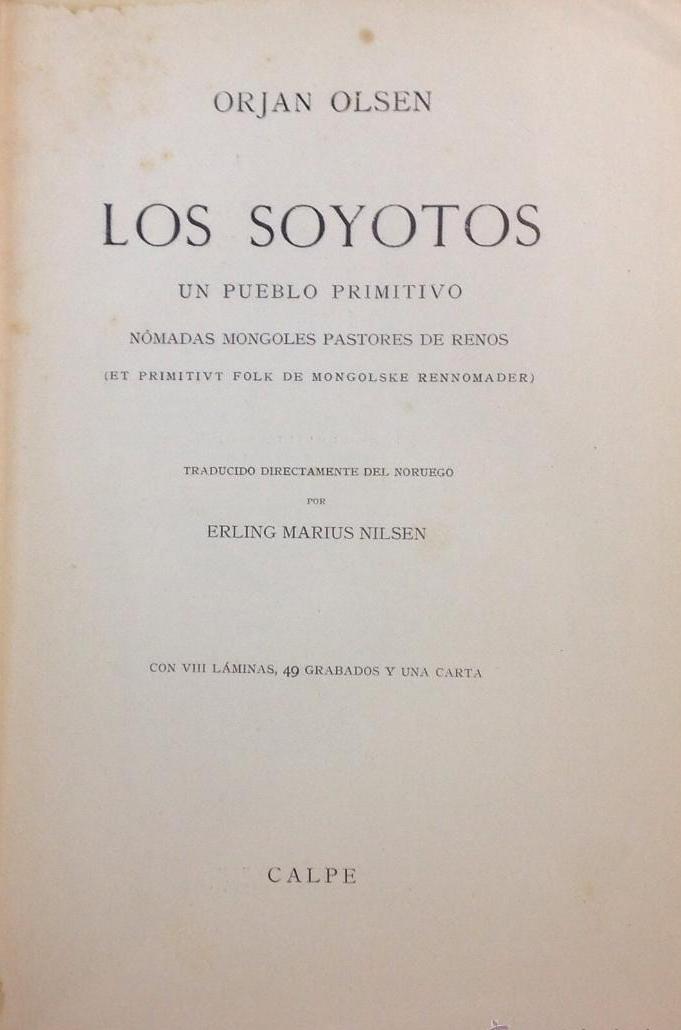 ORJAN OLSEN
LOS SOYOTOS
UN PUEBLO PRIMITIVO
NÓMADAS MONGOLES PASTORES DE RENOS
(ET PRIMITIVT FOLK DE MONGOLSKE RENNOMADER)
TRADUCIDO DIRECTAMENTE DEL NORUEGO
POR
ERLING MARIUS NILSEN
CON VIII LÁMINAS, 49 GRABADOS Y UNA CARTA
CALPE